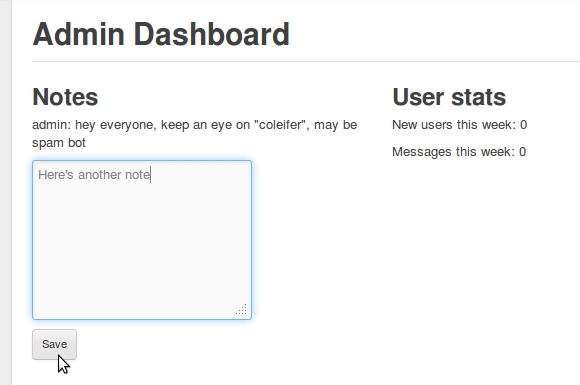 Admin Dashboard
Notes
admin: hey everyone, keep an eye on "coleifer", may be
spam bot
Here's another note
Save
User stats
New users this week: 0
Messages this week: 0